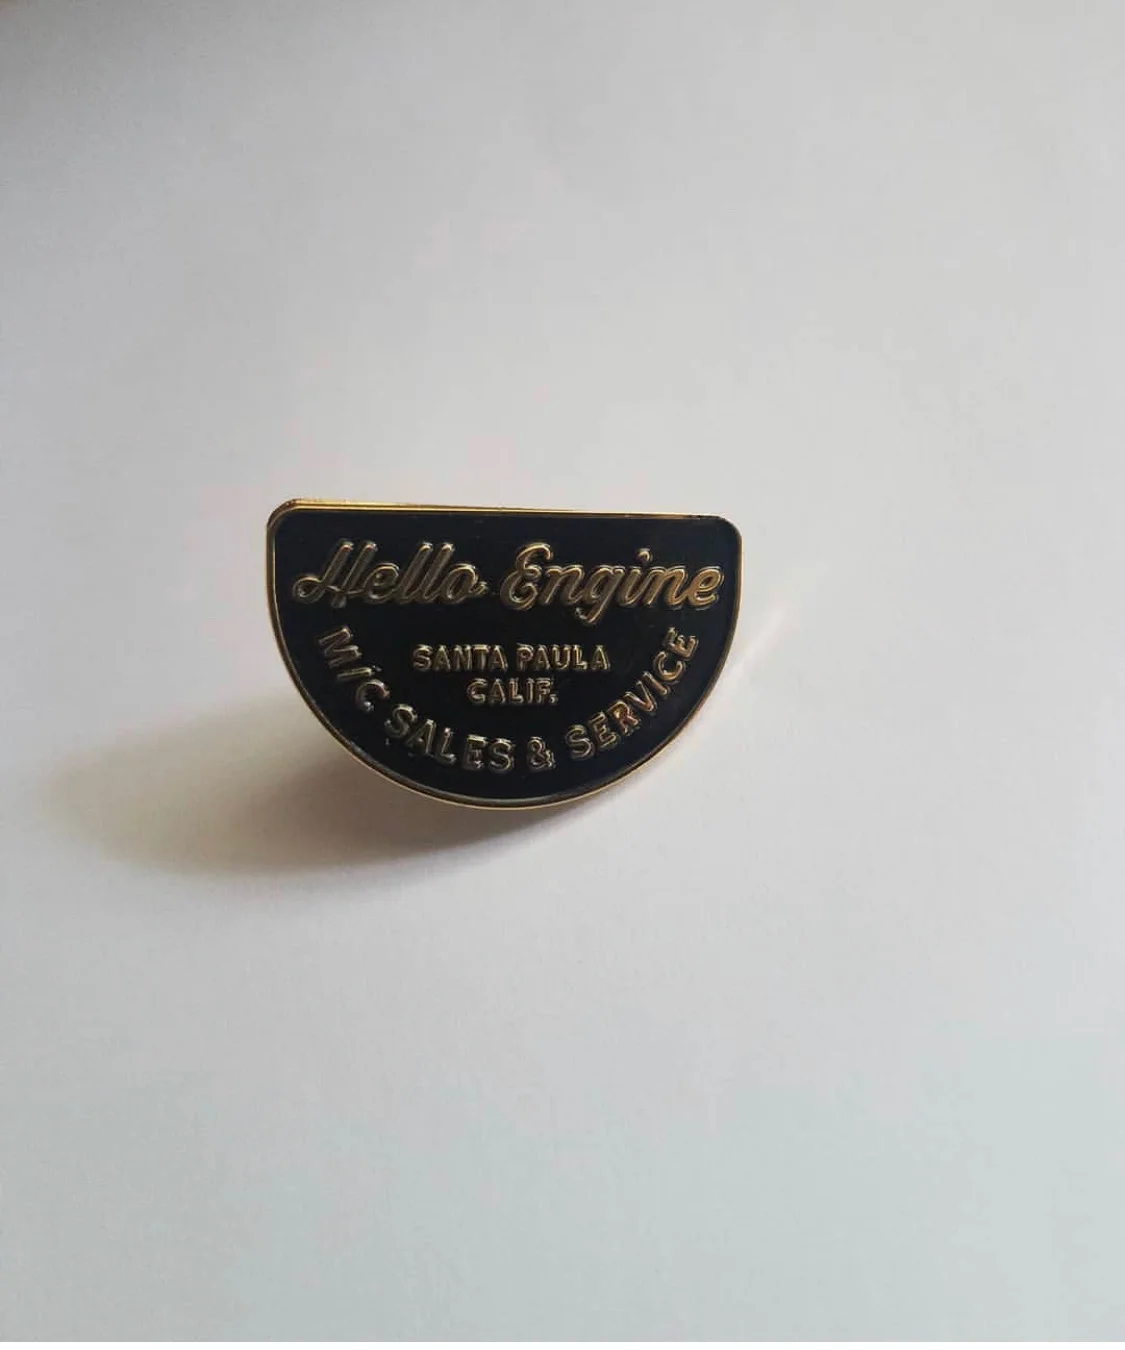 Hello Engine
SANTA PAULA
CALIF.
M/C SALES & SERVICE